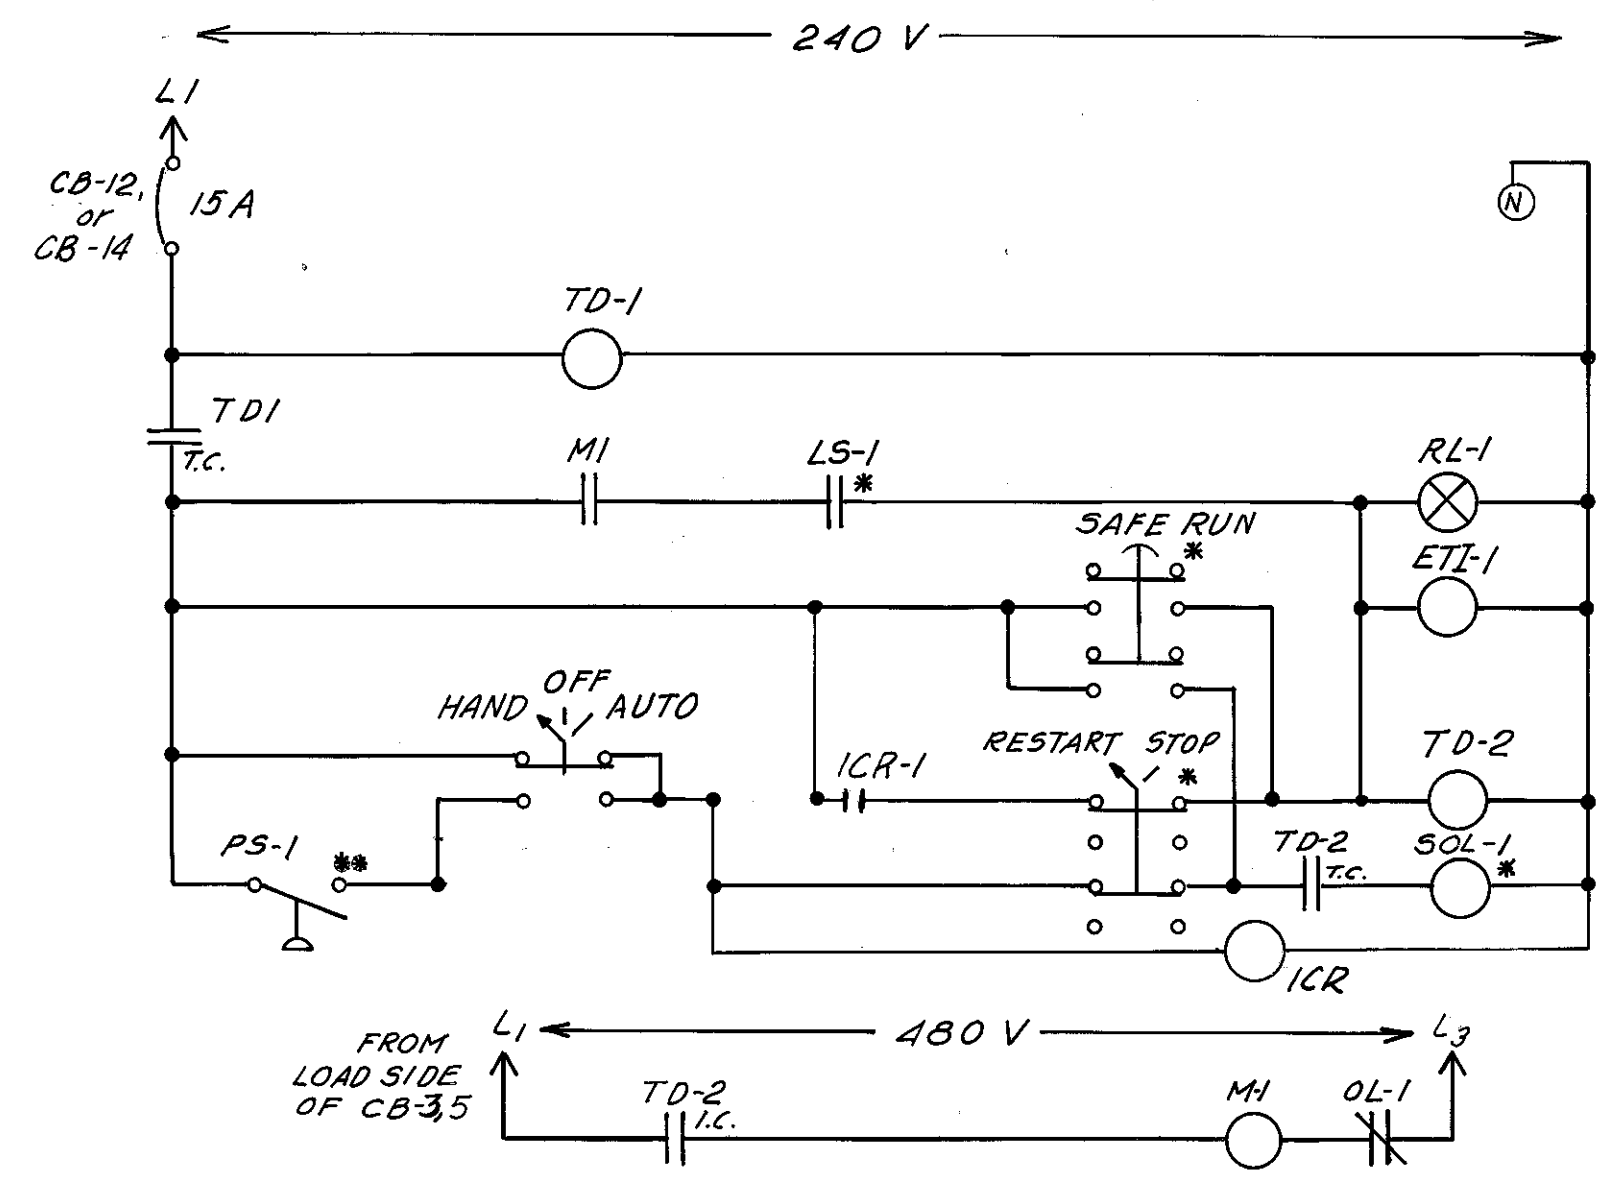 240 V
L1
CB-12,
or
CB-14
15A
N
TD-1
TD1
T.C.
M1
LS-1
*
RL-1
SAFE RUN
*
ETI-1
HAND OFF AUTO
RESTART STOP
*
TD-2
ICR-1
PS-1
**
TD-2
T.C.
SOL-1
*
ICR
L1
480 V
L3
FROM
LOAD SIDE
OF CB-3,5
TD-2
I.C.
M-1
OL-1